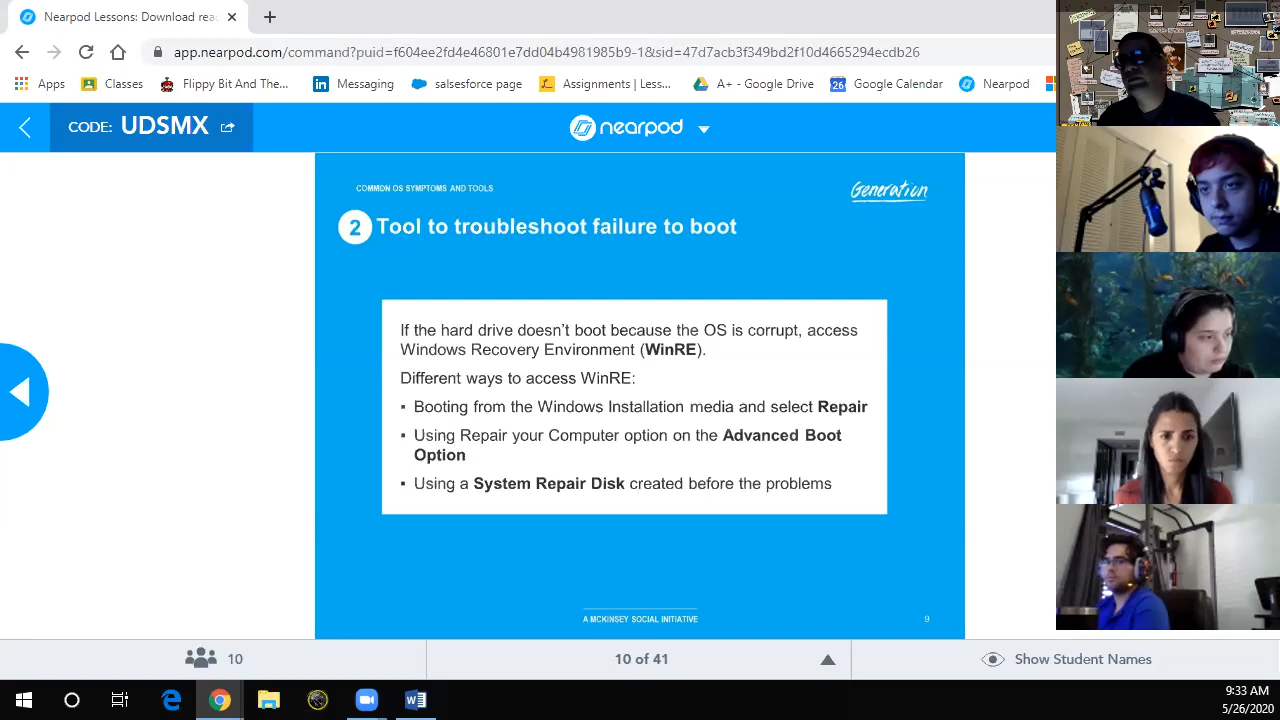 Nearpod Lessons: Download rea
app.nearpod.com/command?puid=f604ce2fd4e46801e7dd04b4931985b9-1&sid=47d7acb3f349bd2f10d4665294ecdb26
Apps Classes Flippy Bit And The... Messaging salesforce page Assignments | Less... A+ - Google Drive 26 Google Calendar Nearpod
CODE: UDSMX
nearpod
COMMON OS SYMPTOMS AND TOOLS
Generation
2 Tool to troubleshoot failure to boot
If the hard drive doesn't boot because the OS is corrupt, access
Windows Recovery Environment (WinRE).
Different ways to access WinRE:
▪ Booting from the Windows Installation media and select Repair
▪ Using Repair your Computer option on the Advanced Boot
Option
▪ Using a System Repair Disk created before the problems
A MCKINSEY SOCIAL INITIATIVE
9
10
10 of 41
Show Student Names
9:33 AM
5/26/2020